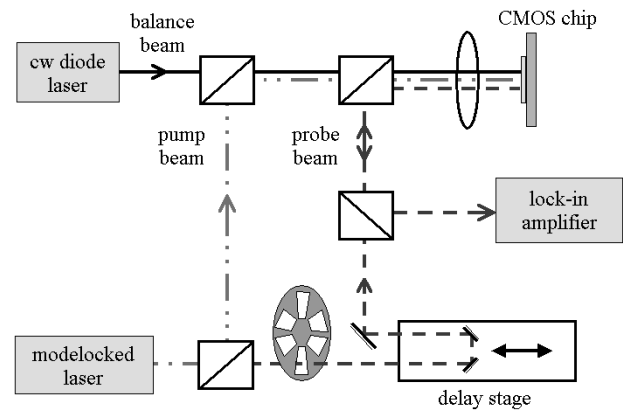 balance
beam
CMOS chip
cw diode
laser
pump
beam
probe
beam
lock-in
amplifier
modelocked
laser
delay stage